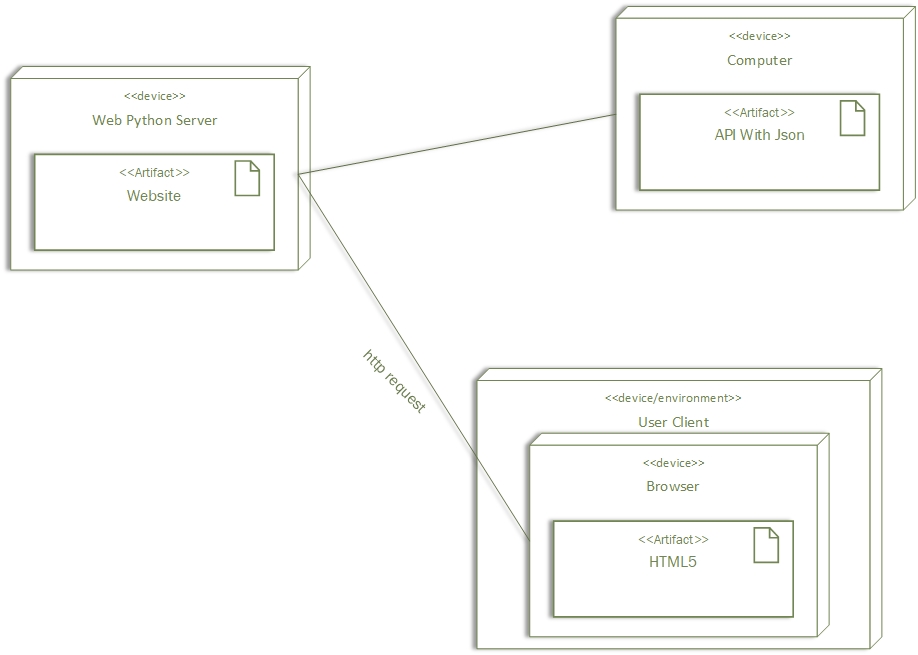 <<device>>
Web Python Server
<<Artifact>>
Website
<<device>>
Computer
<<Artifact>>
API With Json
http request
<<device/environment>>
User Client
<<device>>
Browser
<<Artifact>>
HTML5